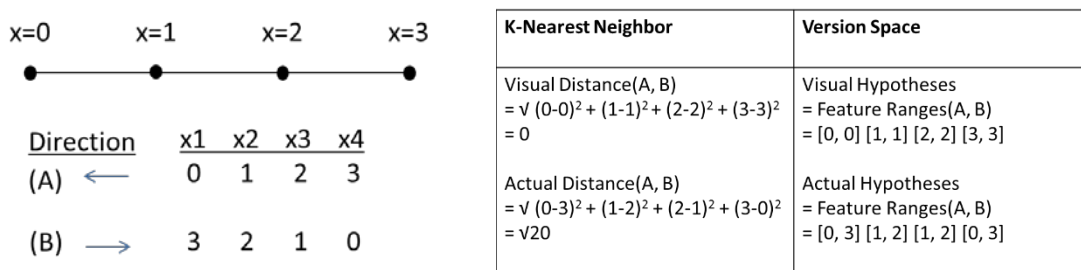 x=0 x=1 x=2 x=3
Direction x1 x2 x3 x4
(A) ← 0 1 2 3
(B) → 3 2 1 0
K-Nearest Neighbor
Visual Distance(A, B)
= √ (0-0)² + (1-1)² + (2-2)² + (3-3)²
= 0
Actual Distance(A, B)
= √ (0-3)² + (1-2)² + (2-1)² + (3-0)²
= √20
Version Space
Visual Hypotheses
= Feature Ranges(A, B)
= [0, 0] [1, 1] [2, 2] [3, 3]
Actual Hypotheses
= Feature Ranges(A, B)
= [0, 3] [1, 2] [1, 2] [0, 3]